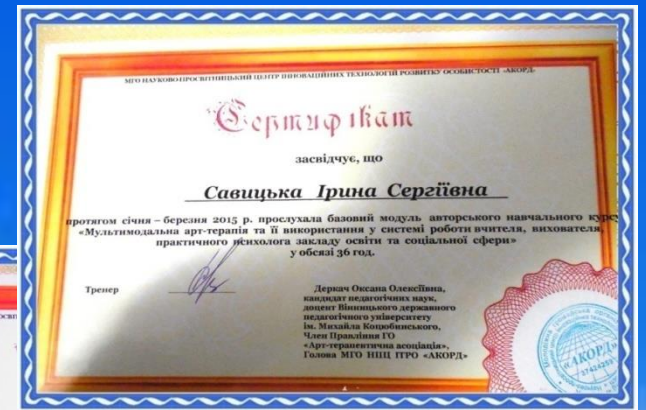 МГО НАУКОВО-ПРОСВІТНИЦЬКИЙ ЦЕНТР ІННОВАЦІЙНИХ ТЕХНОЛОГІЙ РОЗВИТКУ ОСОБИСТОСТІ «АКОРД»
Сертифікат
засвідчує, що
Савицька Ірина Сергіївна
протягом січня – березня 2015 р. прослухала базовий модуль авторського навчального курсу
«Мультимодальна арт-терапія та її використання у системі роботи вчителя, вихователя,
практичного психолога закладу освіти та соціальної сфери»
у обсязі 36 год.
Тренер
Деркач Оксана Олексіївна,
кандидат педагогічних наук,
доцент Вінницького державного
педагогічного університету
ім. Михайла Коцюбинського,
Член Правління ГО
«Арт-терапевтична асоціація»,
Голова МГО НПЦ ІТРО «АКОРД»
«АКОРД»